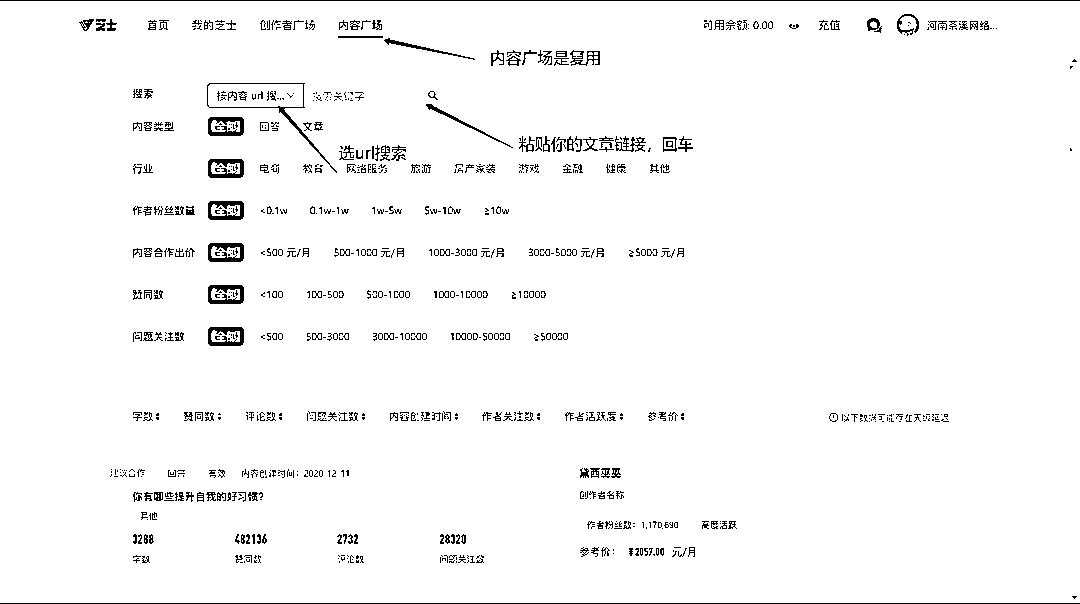 芝士 首页 我的芝士 创作者广场 内容广场 可用余额: 0.00 充值 河南茶溪网络...
内容广场是复用
搜索 按内容 url 搜... 搜索关键字
内容类型 全部 回答 文章
粘贴你的文章链接，回车
选url搜索
行业 全部 电商 教育 网络服务 旅游 房产家装 游戏 金融 健康 其他
作者粉丝数量 全部 <0.1w 0.1w-1w 1w-5w 5w-10w ≥10w
内容合作出价 全部 <500 元/月 500-1000 元/月 1000-3000 元/月 3000-5000 元/月 ≥5000 元/月
赞同数 全部 <100 100-500 500-1000 1000-10000 ≥10000
问题关注数 全部 <500 500-3000 3000-10000 10000-50000 ≥50000
字数 赞同数 评论数 问题关注数 内容创建时间 作者关注数 作者活跃度 参考价 以下数据可能存在天级延迟
建议合作 回答 有效 内容创建时间：2020-12-11
黛西巫巫
你有哪些提升自我的好习惯？
创作者名称
其他
作者粉丝数：1,170,690 高度活跃
3288 482136 2732 28320
字数 赞同数 评论数 问题关注数
参考价： ¥2057.00 元/月